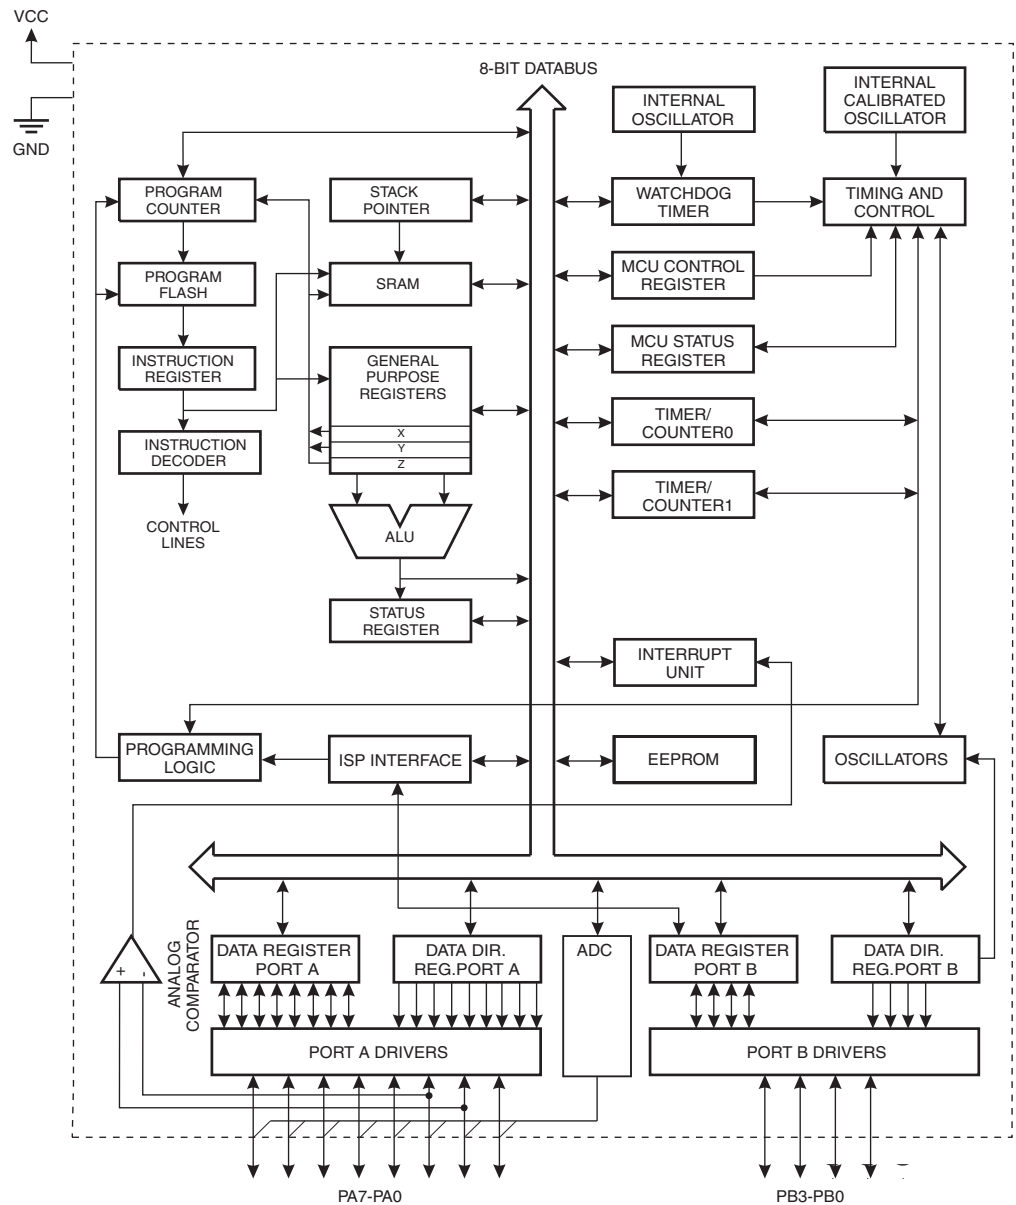 VCC
GND
8-BIT DATABUS
INTERNAL
OSCILLATOR
INTERNAL
CALIBRATED
OSCILLATOR
PROGRAM
COUNTER
STACK
POINTER
WATCHDOG
TIMER
TIMING AND
CONTROL
PROGRAM
FLASH
SRAM
MCU CONTROL
REGISTER
INSTRUCTION
REGISTER
GENERAL
PURPOSE
REGISTERS
X
Y
Z
MCU STATUS
REGISTER
INSTRUCTION
DECODER
TIMER/
COUNTER0
TIMER/
COUNTER1
CONTROL
LINES
ALU
STATUS
REGISTER
INTERRUPT
UNIT
PROGRAMMING
LOGIC
ISP INTERFACE
EEPROM
OSCILLATORS
ANALOG
COMPARATOR
+
-
DATA REGISTER
PORT A
DATA DIR.
REG.PORT A
ADC
DATA REGISTER
PORT B
DATA DIR.
REG.PORT B
PORT A DRIVERS
PORT B DRIVERS
PA7-PA0
PB3-PB0